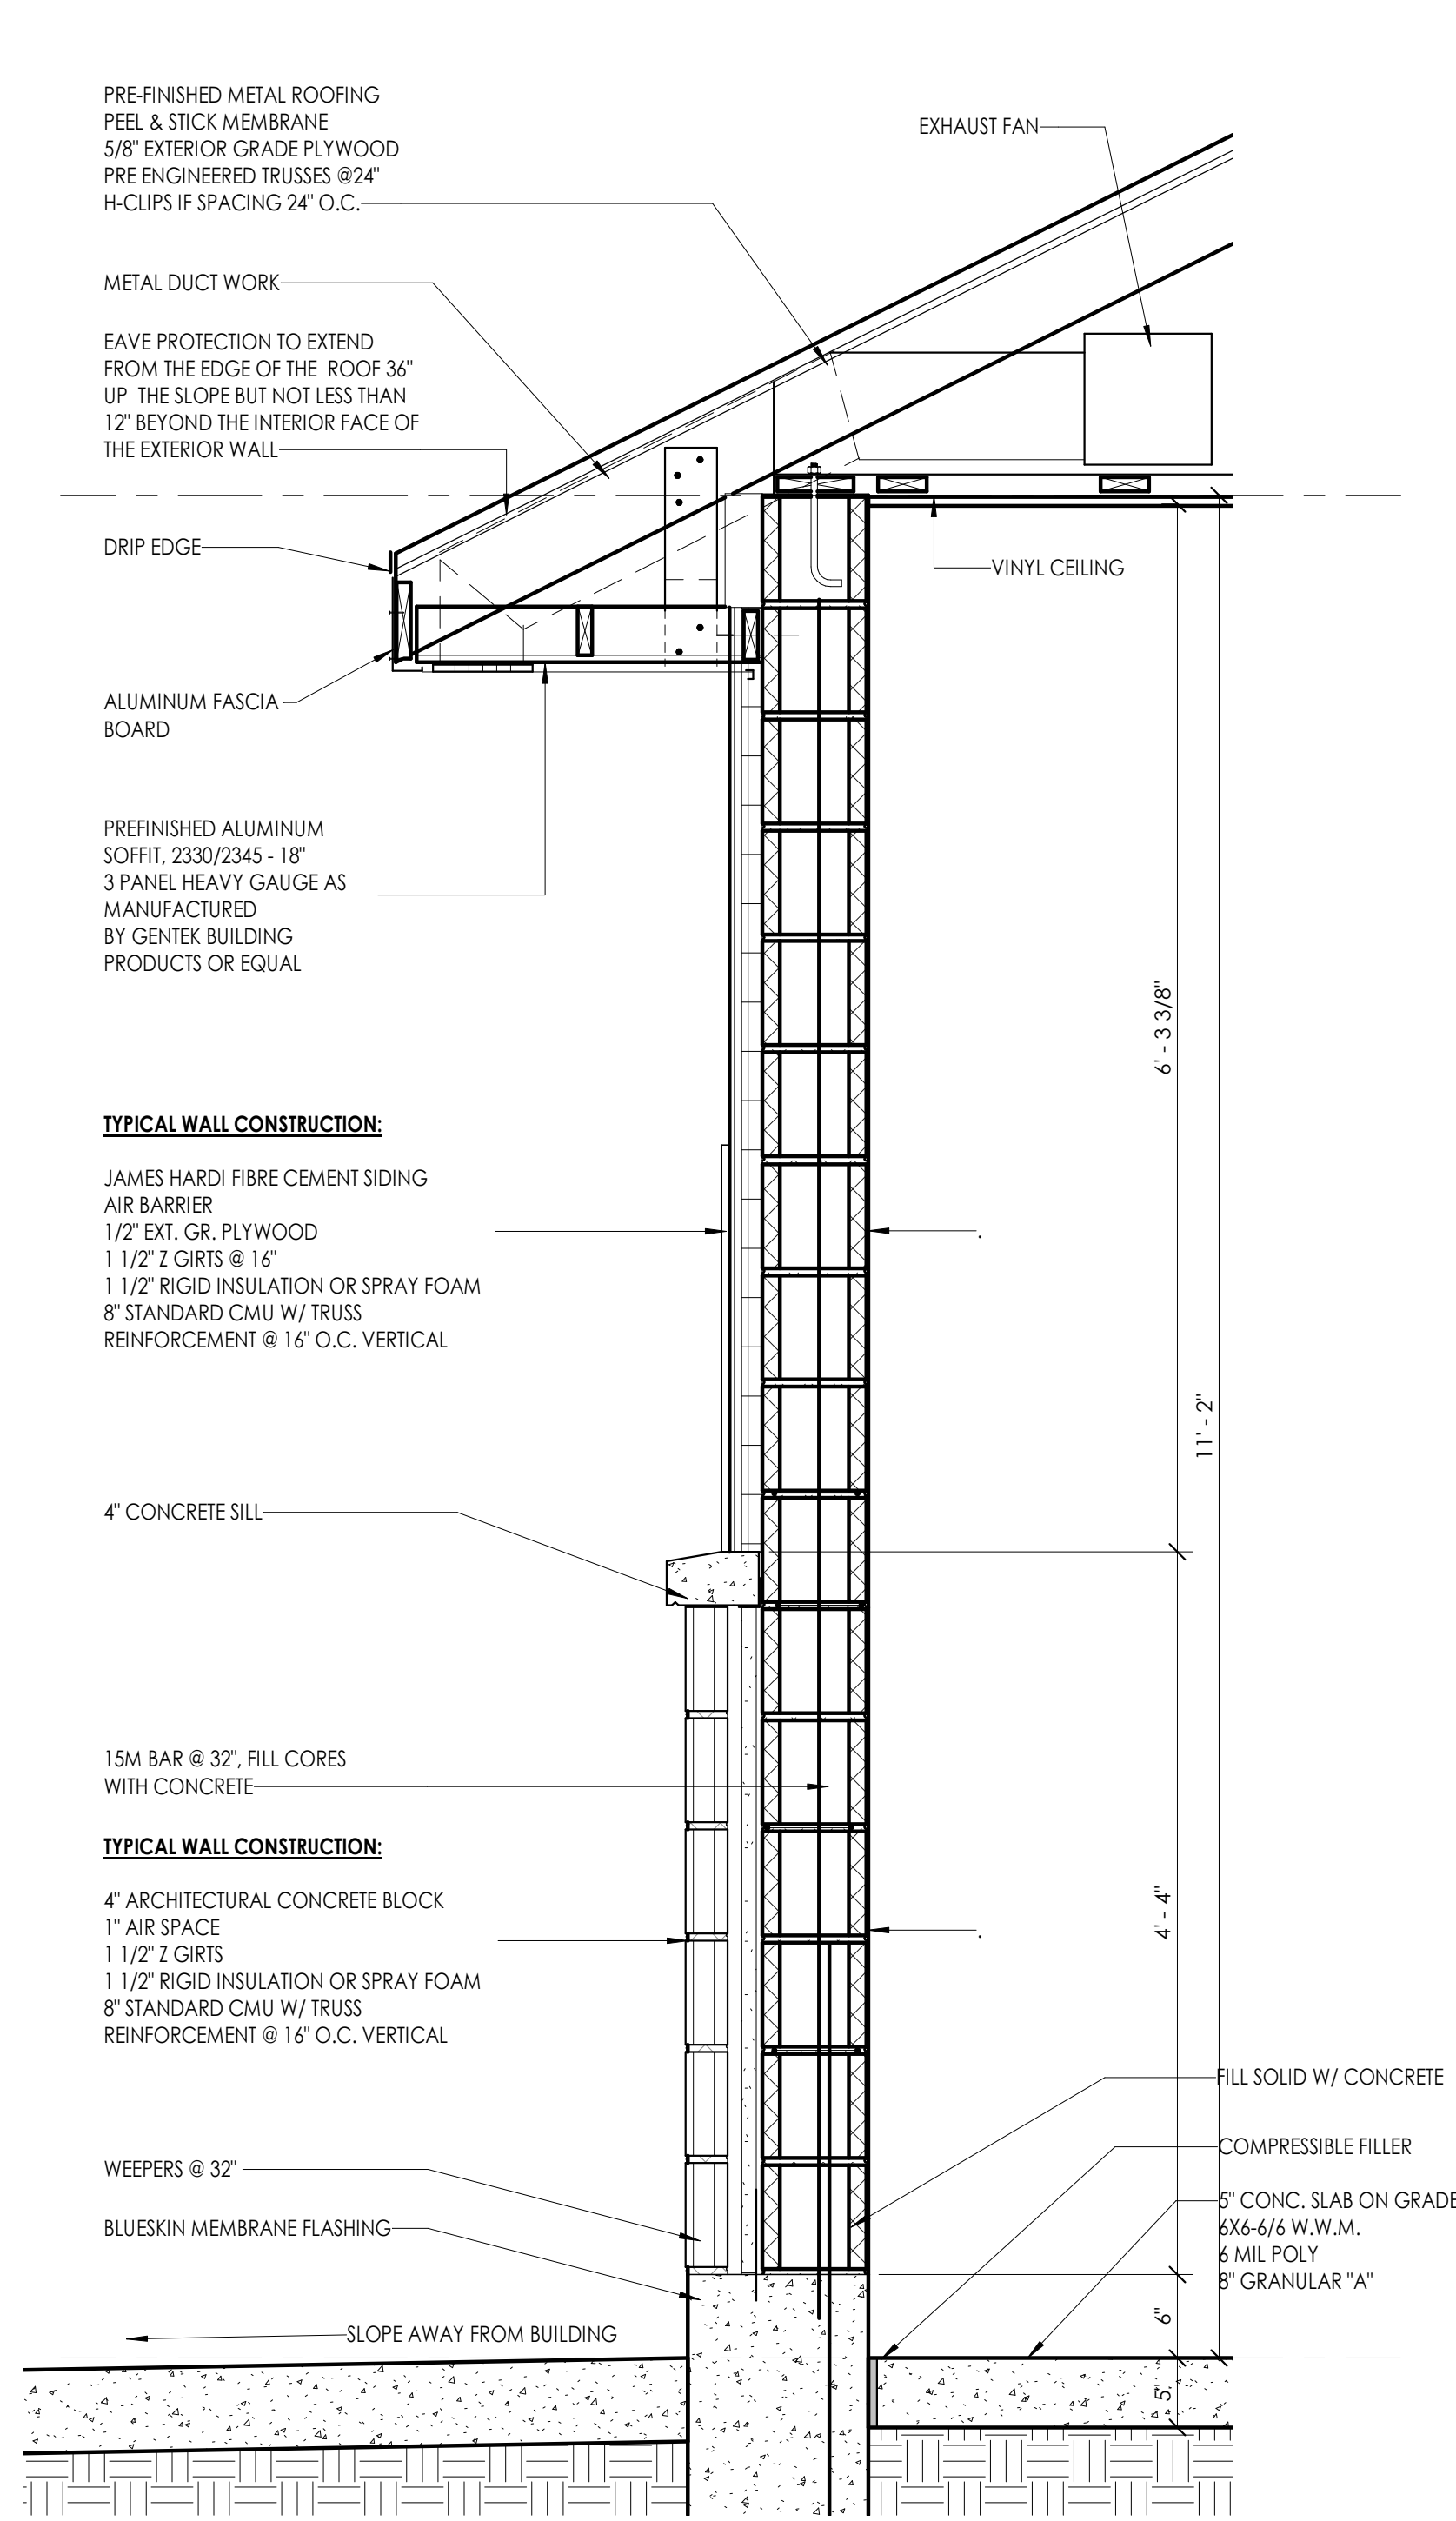 PRE-FINISHED METAL ROOFING
PEEL & STICK MEMBRANE
5/8" EXTERIOR GRADE PLYWOOD
PRE ENGINEERED TRUSSES @24"
H-CLIPS IF SPACING 24" O.C.
EXHAUST FAN
METAL DUCT WORK
EAVE PROTECTION TO EXTEND
FROM THE EDGE OF THE ROOF 36"
UP THE SLOPE BUT NOT LESS THAN
12" BEYOND THE INTERIOR FACE OF
THE EXTERIOR WALL
DRIP EDGE
VINYL CEILING
ALUMINUM FASCIA
BOARD
PREFINISHED ALUMINUM
SOFFIT, 2330/2345 - 18"
3 PANEL HEAVY GAUGE AS
MANUFACTURED
BY GENTEK BUILDING
PRODUCTS OR EQUAL
6' - 3 3/8"
TYPICAL WALL CONSTRUCTION:
JAMES HARDI FIBRE CEMENT SIDING
AIR BARRIER
1/2" EXT. GR. PLYWOOD
1 1/2" Z GIRTS @ 16"
1 1/2" RIGID INSULATION OR SPRAY FOAM
8" STANDARD CMU W/ TRUSS
REINFORCEMENT @ 16" O.C. VERTICAL
.
11' - 2"
4" CONCRETE SILL
15M BAR @ 32", FILL CORES
WITH CONCRETE
TYPICAL WALL CONSTRUCTION:
4" ARCHITECTURAL CONCRETE BLOCK
1" AIR SPACE
1 1/2" Z GIRTS
1 1/2" RIGID INSULATION OR SPRAY FOAM
8" STANDARD CMU W/ TRUSS
REINFORCEMENT @ 16" O.C. VERTICAL
.
4' - 4"
FILL SOLID W/ CONCRETE
COMPRESSIBLE FILLER
5" CONC. SLAB ON GRADE
6X6-6/6 W.W.M.
6 MIL POLY
8" GRANULAR "A"
WEEPERS @ 32"
BLUESKIN MEMBRANE FLASHING
SLOPE AWAY FROM BUILDING
6"
5"